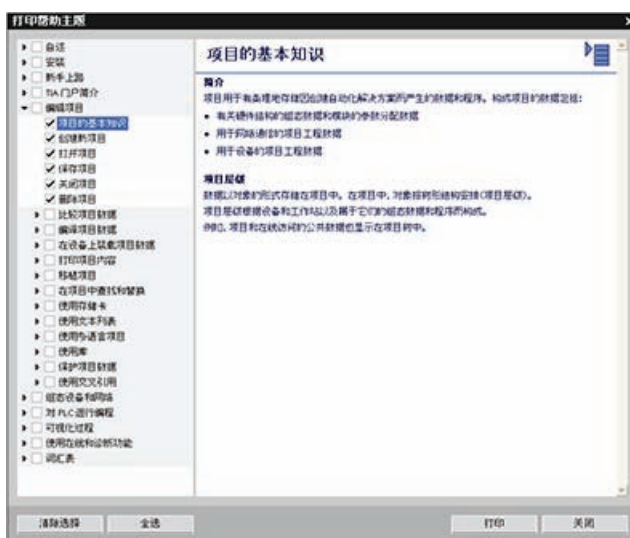 打印帮助主题
自述
安装
新手上路
TIA 门户简介
编辑项目
项目的基本知识
创建新项目
打开项目
保存项目
关闭项目
删除项目
比较项目数据
编译项目数据
在设备上装载项目数据
打印项目内容
移植项目
在项目中查找和替换
使用存储卡
使用文本列表
使用多语言项目
使用库
保护项目数据
使用交叉引用
组态设备和网络
对 PLC 进行编程
可视化过程
使用在线和诊断功能
词汇表
项目的基本知识
简介
项目用于有条理地存储因创建自动化解决方案而产生的数据和程序。构成项目的数据包括:
• 有关硬件结构的组态数据和模块的参数分配数据
• 用于网络通信的项目工程数据
• 用于设备的项目工程数据
项目层级
数据以对象的形式存储在项目中。在项目中,对象按树形结构安排(项目层级)。
项目层级根据设备和工作站以及属于它们的组态数据和程序而构成。
例如,项目和在线访问的公共数据也显示在项目树中。
清除选择
全选
打印
关闭